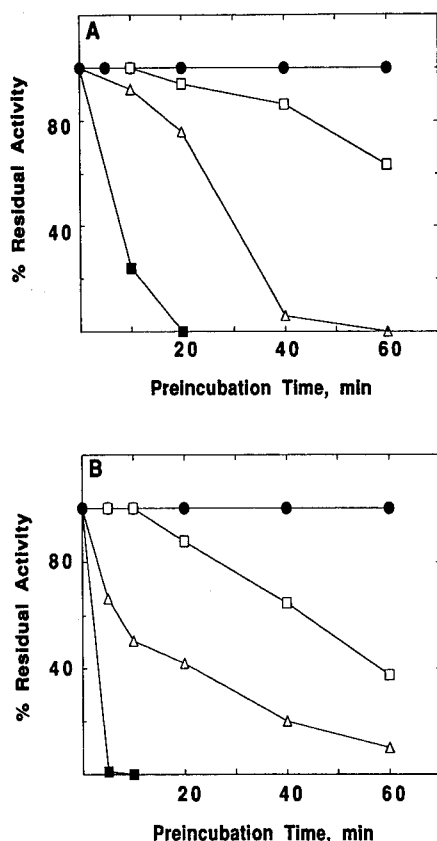 A
% Residual Activity
80
40
20 40 60
Preincubation Time, min
B
% Residual Activity
80
40
20 40 60
Preincubation Time, min